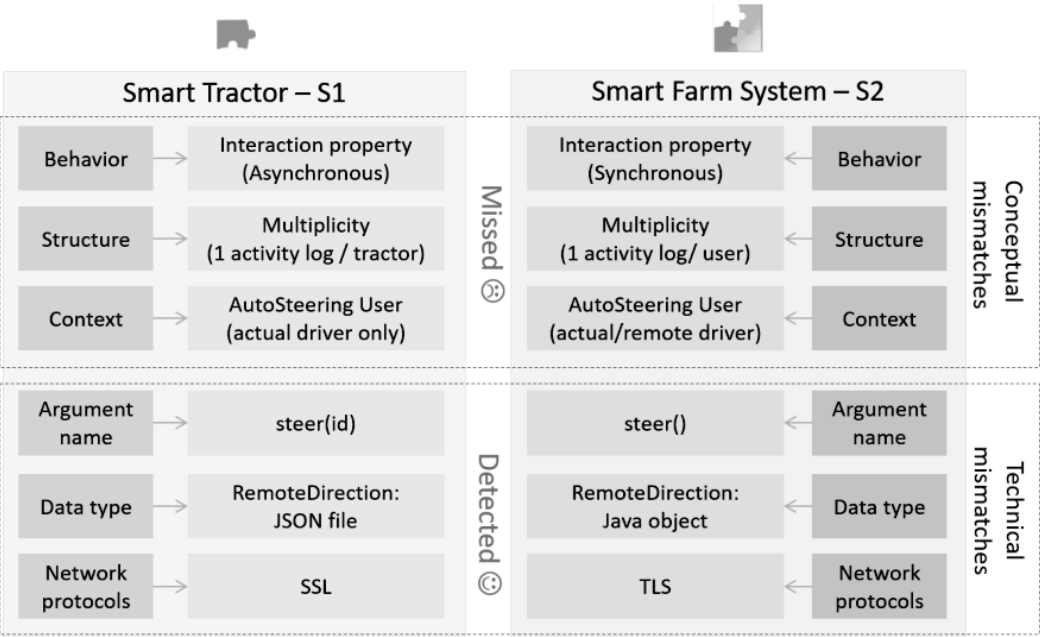 Smart Tractor – S1
Behavior
Interaction property
(Asynchronous)
Structure
Multiplicity
(1 activity log / tractor)
Context
AutoSteering User
(actual driver only)
Argument
name
steer(id)
Data type
RemoteDirection:
JSON file
Network
protocols
SSL
Missed ☹
Detected ☺
Smart Farm System – S2
Interaction property
(Synchronous)
Behavior
Multiplicity
(1 activity log/ user)
Structure
AutoSteering User
(actual/remote driver)
Context
steer()
Argument
name
RemoteDirection:
Java object
Data type
TLS
Network
protocols
Conceptual
mismatches
Technical
mismatches